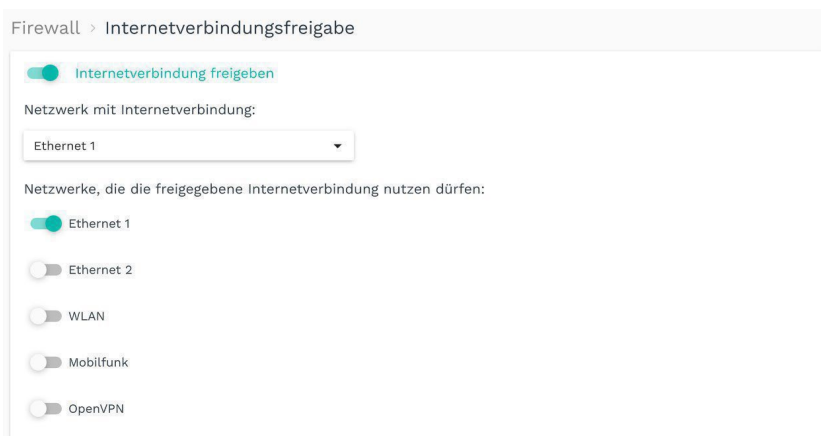 Firewall > Internetverbindungsfreigabe
Internetverbindung freigeben
Netzwerk mit Internetverbindung:
Ethernet 1
Netzwerke, die die freigegebene Internetverbindung nutzen dürfen:
Ethernet 1
Ethernet 2
WLAN
Mobilfunk
OpenVPN